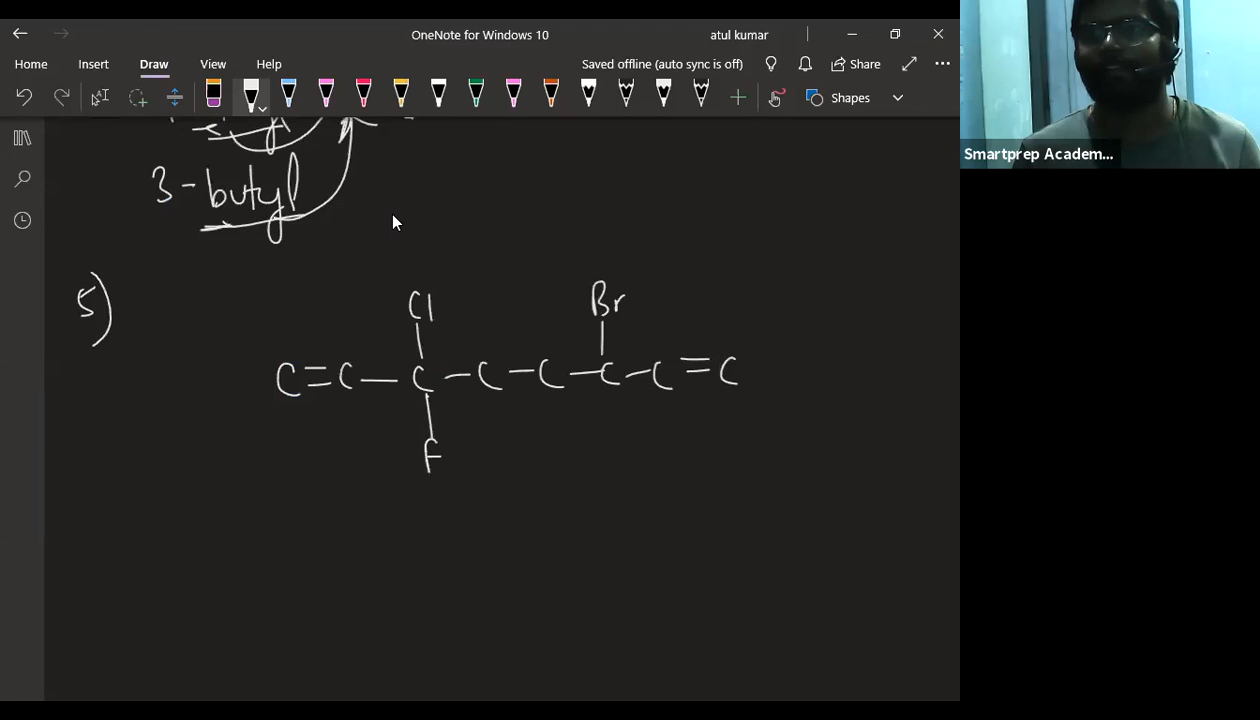 OneNote for Windows 10
atul kumar
Home Insert Draw View Help
Saved offline (auto sync is off)
Share
Shapes
Smartprep Academ...
3-butyl
5)
Cl Br
C=C—C—C—C—C—C=C
F